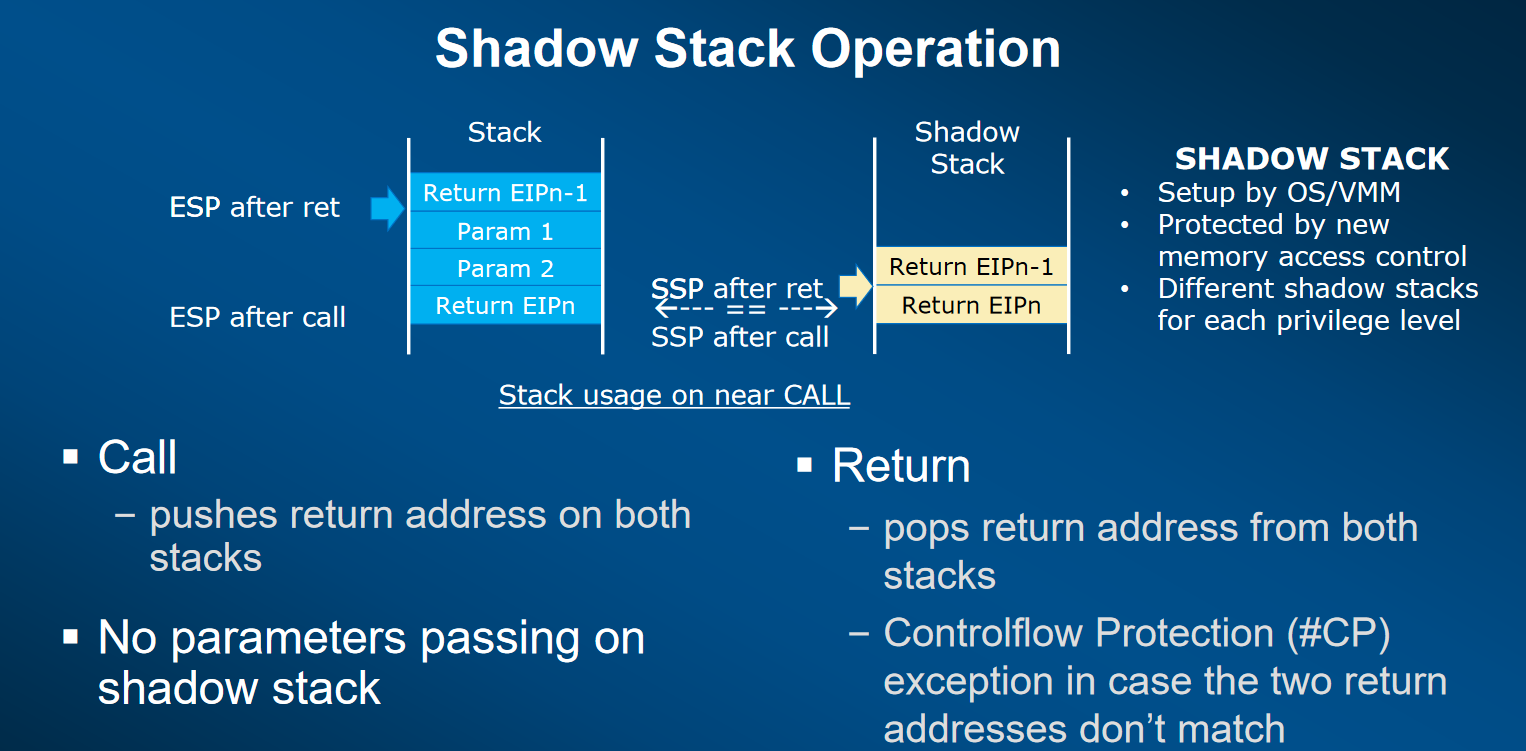 Shadow Stack Operation
Stack
ESP after ret
Return EIPn-1
Param 1
Param 2
Return EIPn
ESP after call
Shadow
Stack
SSP after ret
<---- == ---->
SSP after call
Return EIPn-1
Return EIPn
Stack usage on near CALL
SHADOW STACK
• Setup by OS/VMM
• Protected by new
memory access control
• Different shadow stacks
for each privilege level
▪ Call
– pushes return address on both
stacks
▪ No parameters passing on
shadow stack
▪ Return
– pops return address from both
stacks
– Controlflow Protection (#CP)
exception in case the two return
addresses don’t match